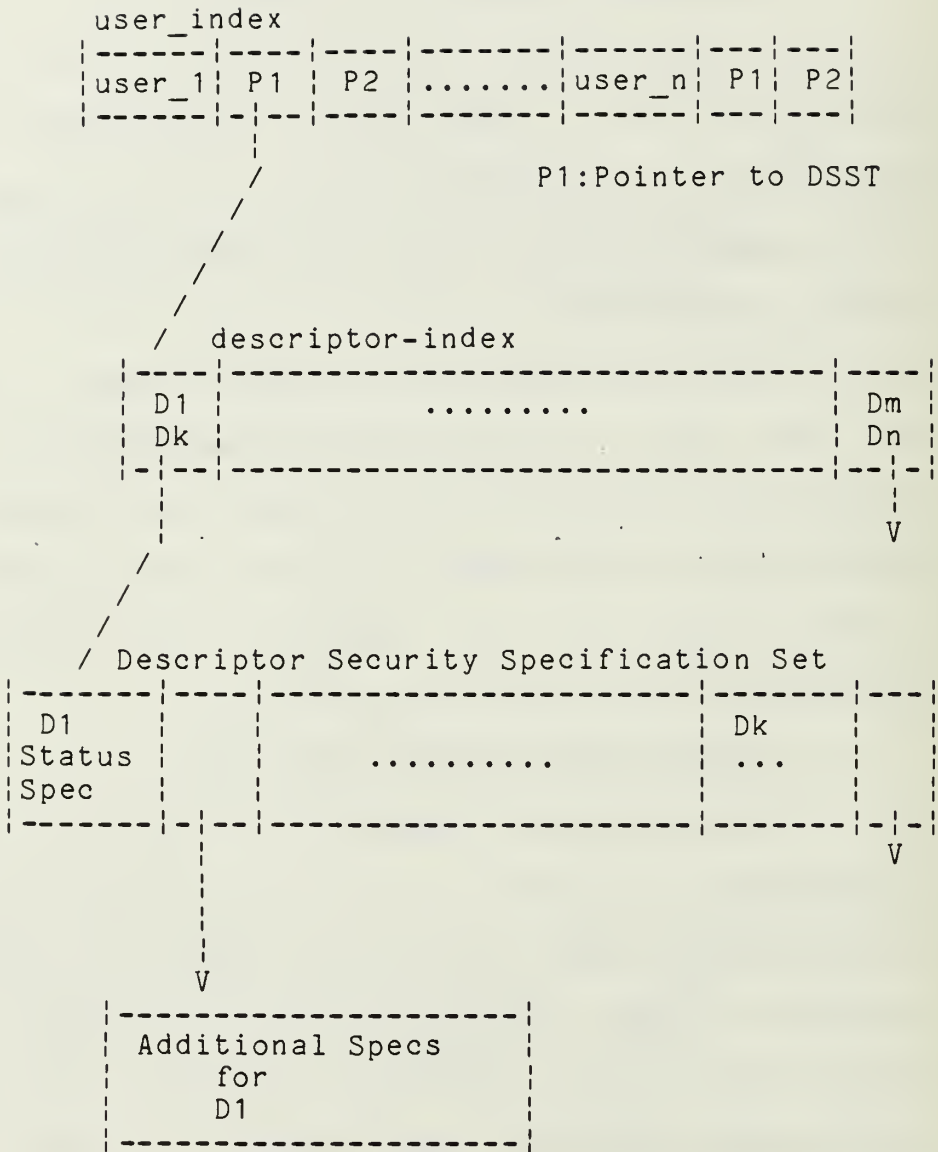 user_index
user_1 P1 P2 ....... user_n P1 P2
P1:Pointer to DSST
descriptor-index
D1 ......... Dm
Dk Dn
V
Descriptor Security Specification Set
D1 Dk
Status .......... ...
Spec
V
V
Additional Specs
for
D1